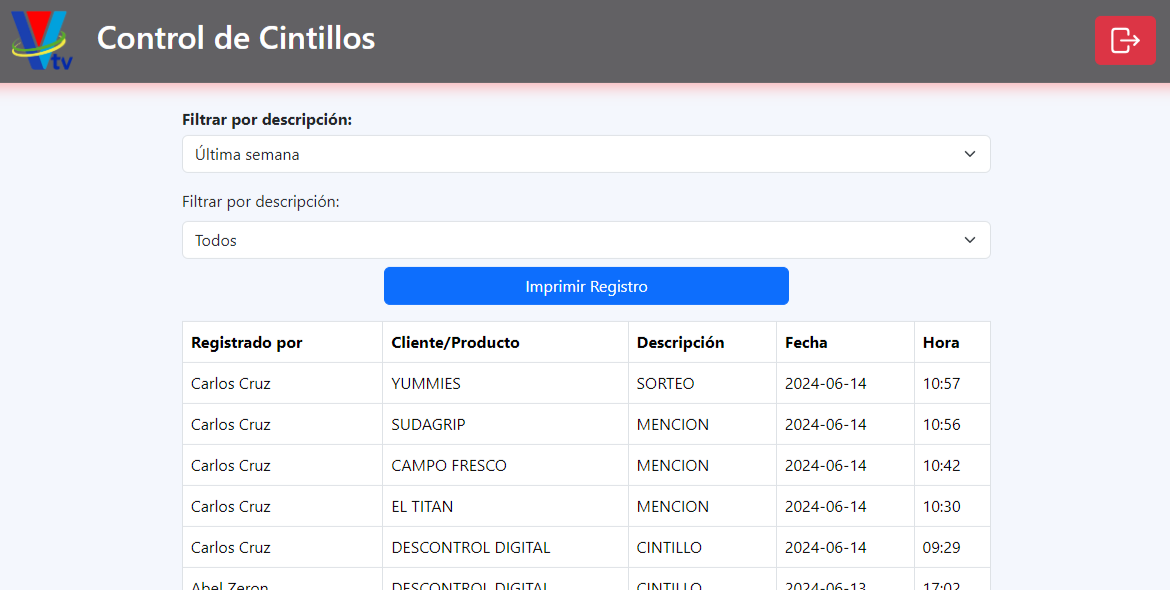 Vtv
Control de Cintillos
Filtrar por descripción:
Última semana
Filtrar por descripción:
Todos
Imprimir Registro
Registrado por Cliente/Producto Descripción Fecha Hora
Carlos Cruz YUMMIES SORTEO 2024-06-14 10:57
Carlos Cruz SUDAGRIP MENCION 2024-06-14 10:56
Carlos Cruz CAMPO FRESCO MENCION 2024-06-14 10:42
Carlos Cruz EL TITAN MENCION 2024-06-14 10:30
Carlos Cruz DESCONTROL DIGITAL CINTILLO 2024-06-14 09:29
Abel Zeron DESCONTROL DIGITAL CINTILLO 2024-06-13 17:02